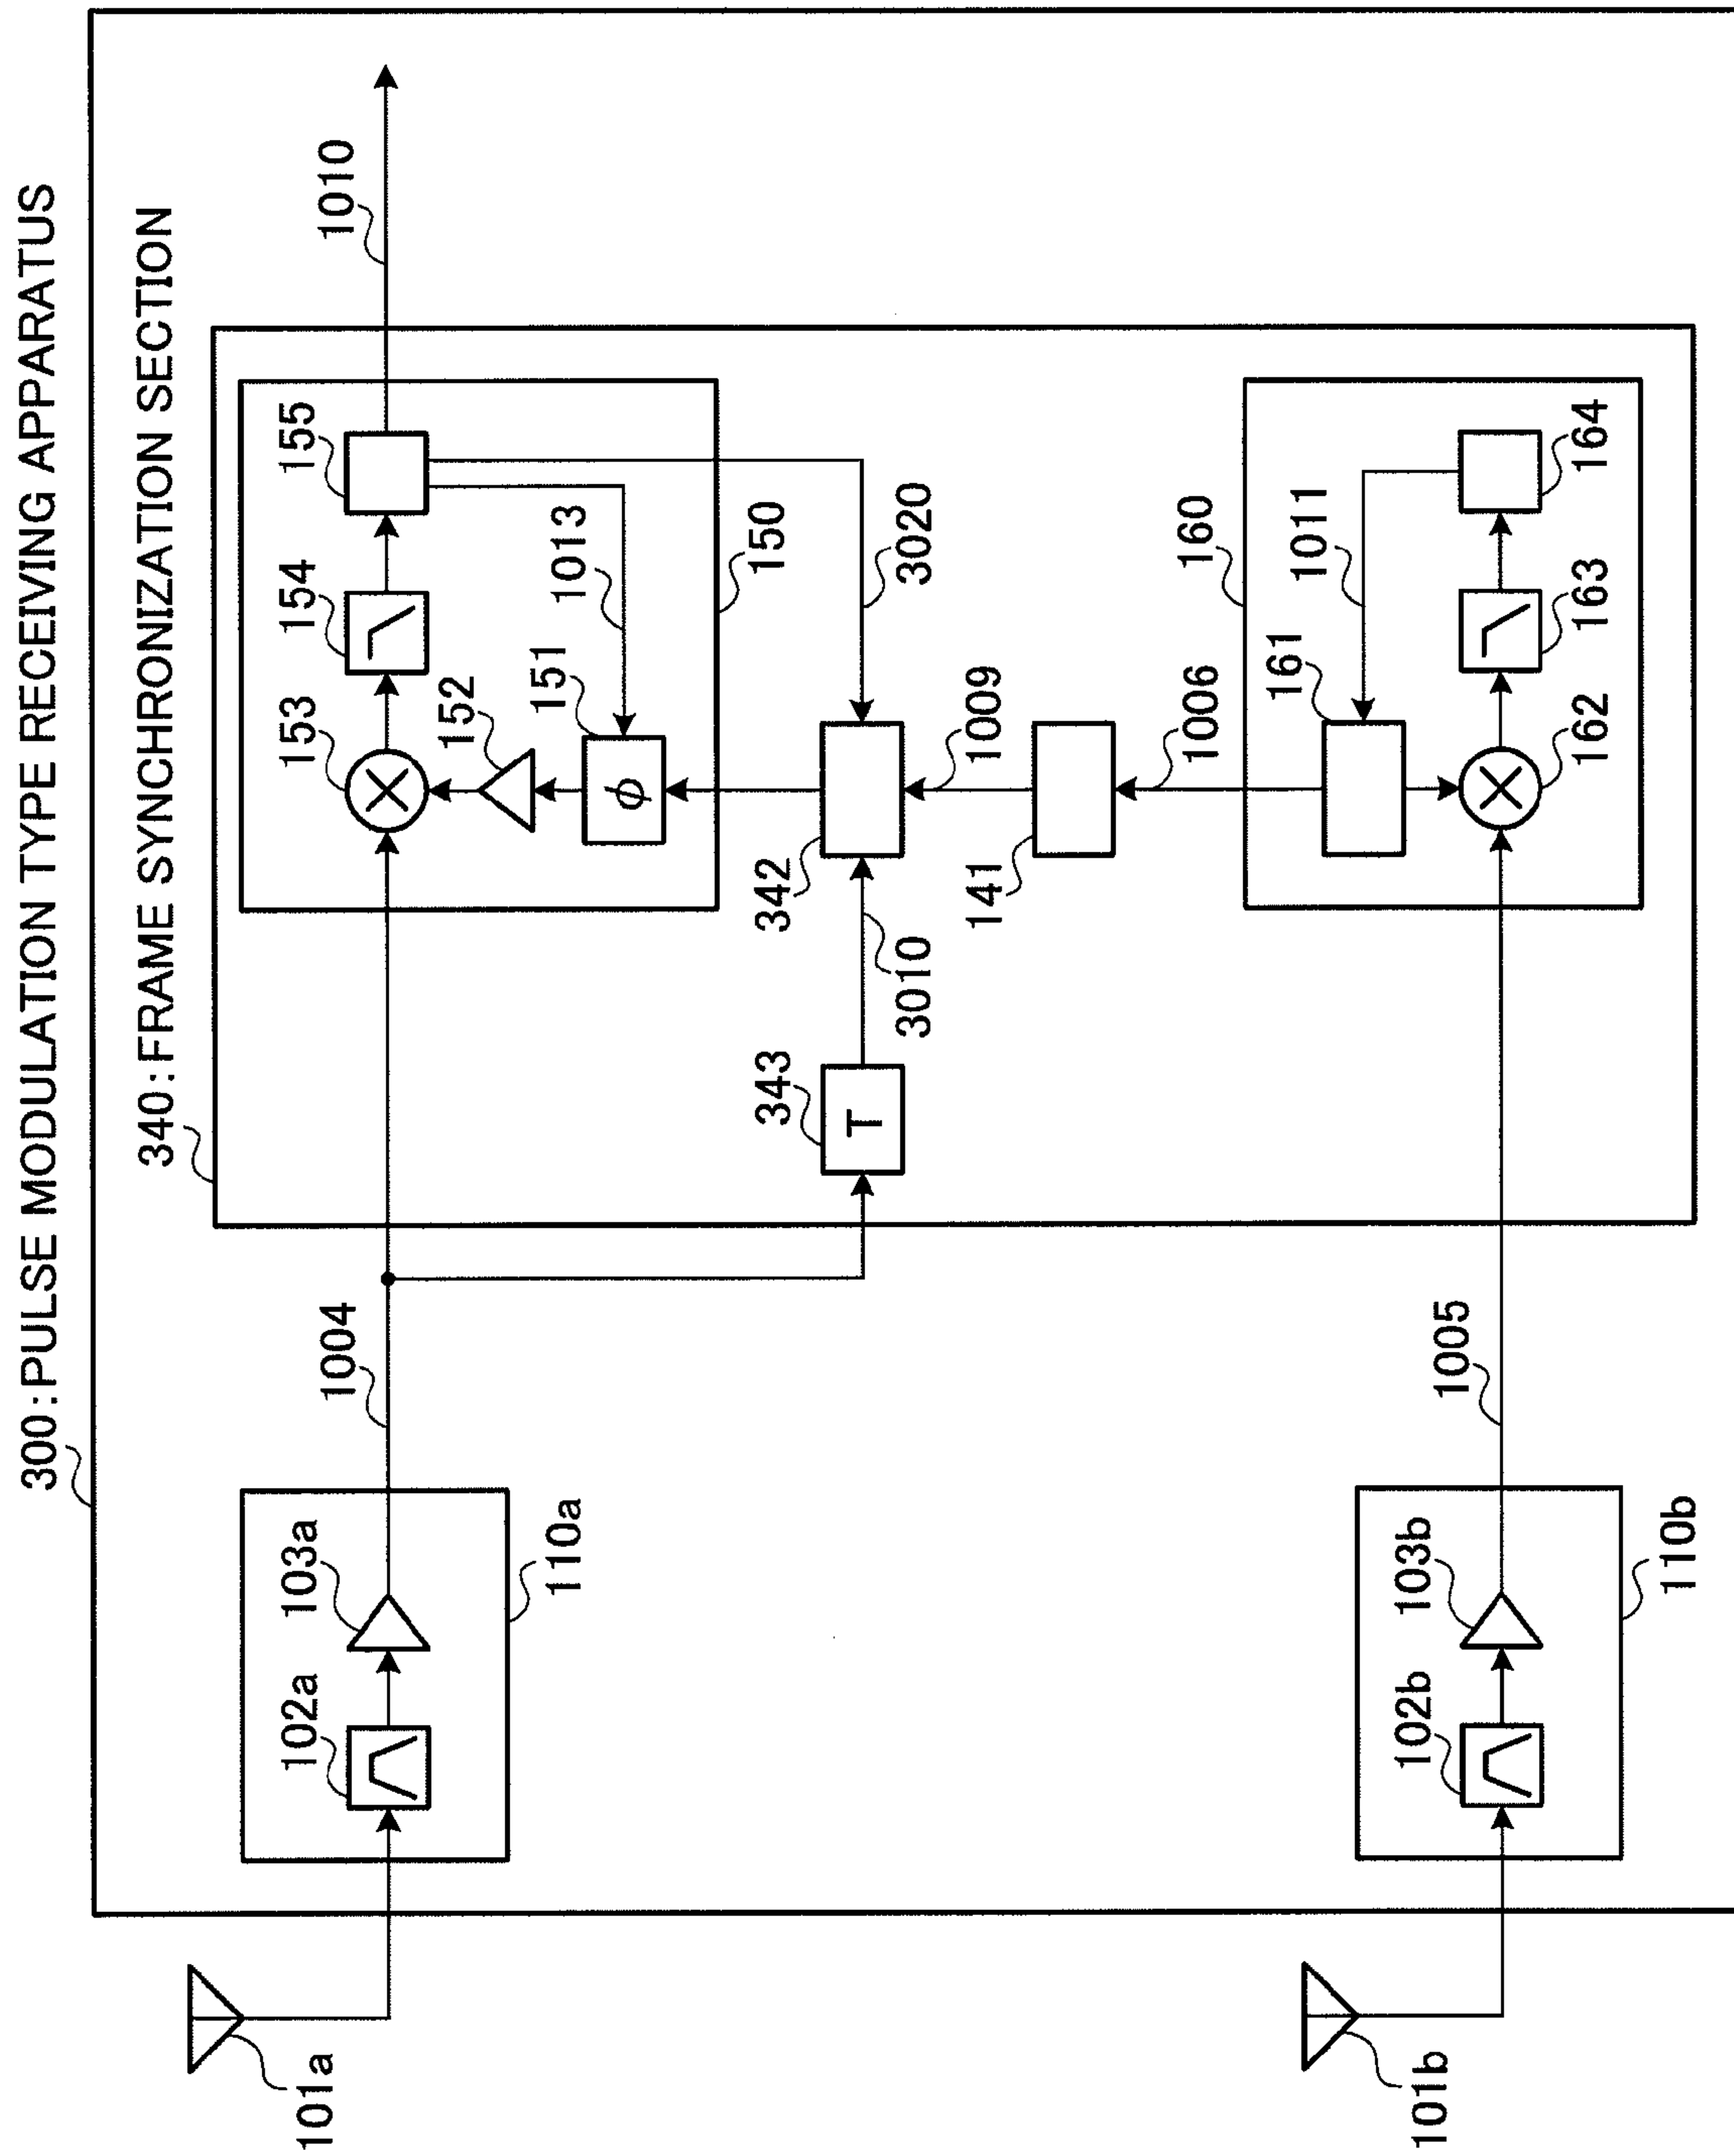 300:PULSE MODULATION TYPE RECEIVING APPARATUS
340:FRAME SYNCHRONIZATION SECTION
101a
102a
103a
110a
1004
153
154
155
1010
152
151
1013
150
343
T
3010
342
3020
ϕ
1009
141
1006
160
161
1011
101b
102b
103b
110b
1005
162
163
164